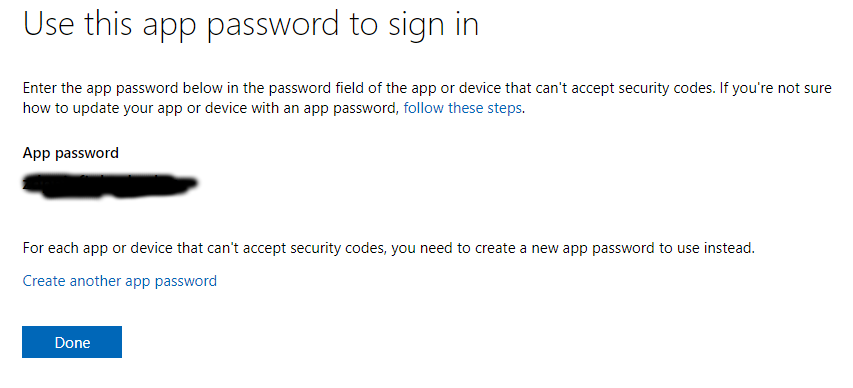 Use this app password to sign in
Enter the app password below in the password field of the app or device that can't accept security codes. If you're not sure
how to update your app or device with an app password, follow these steps.
App password
For each app or device that can't accept security codes, you need to create a new app password to use instead.
Create another app password
Done